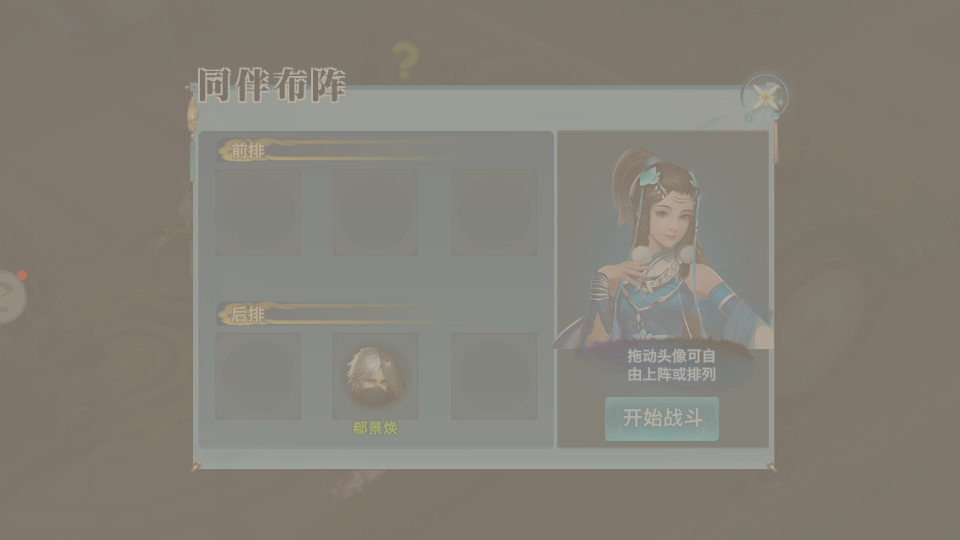 同伴布阵
?
前排
后排
郗景焕
拖动头像可自
由上阵或排列
开始战斗